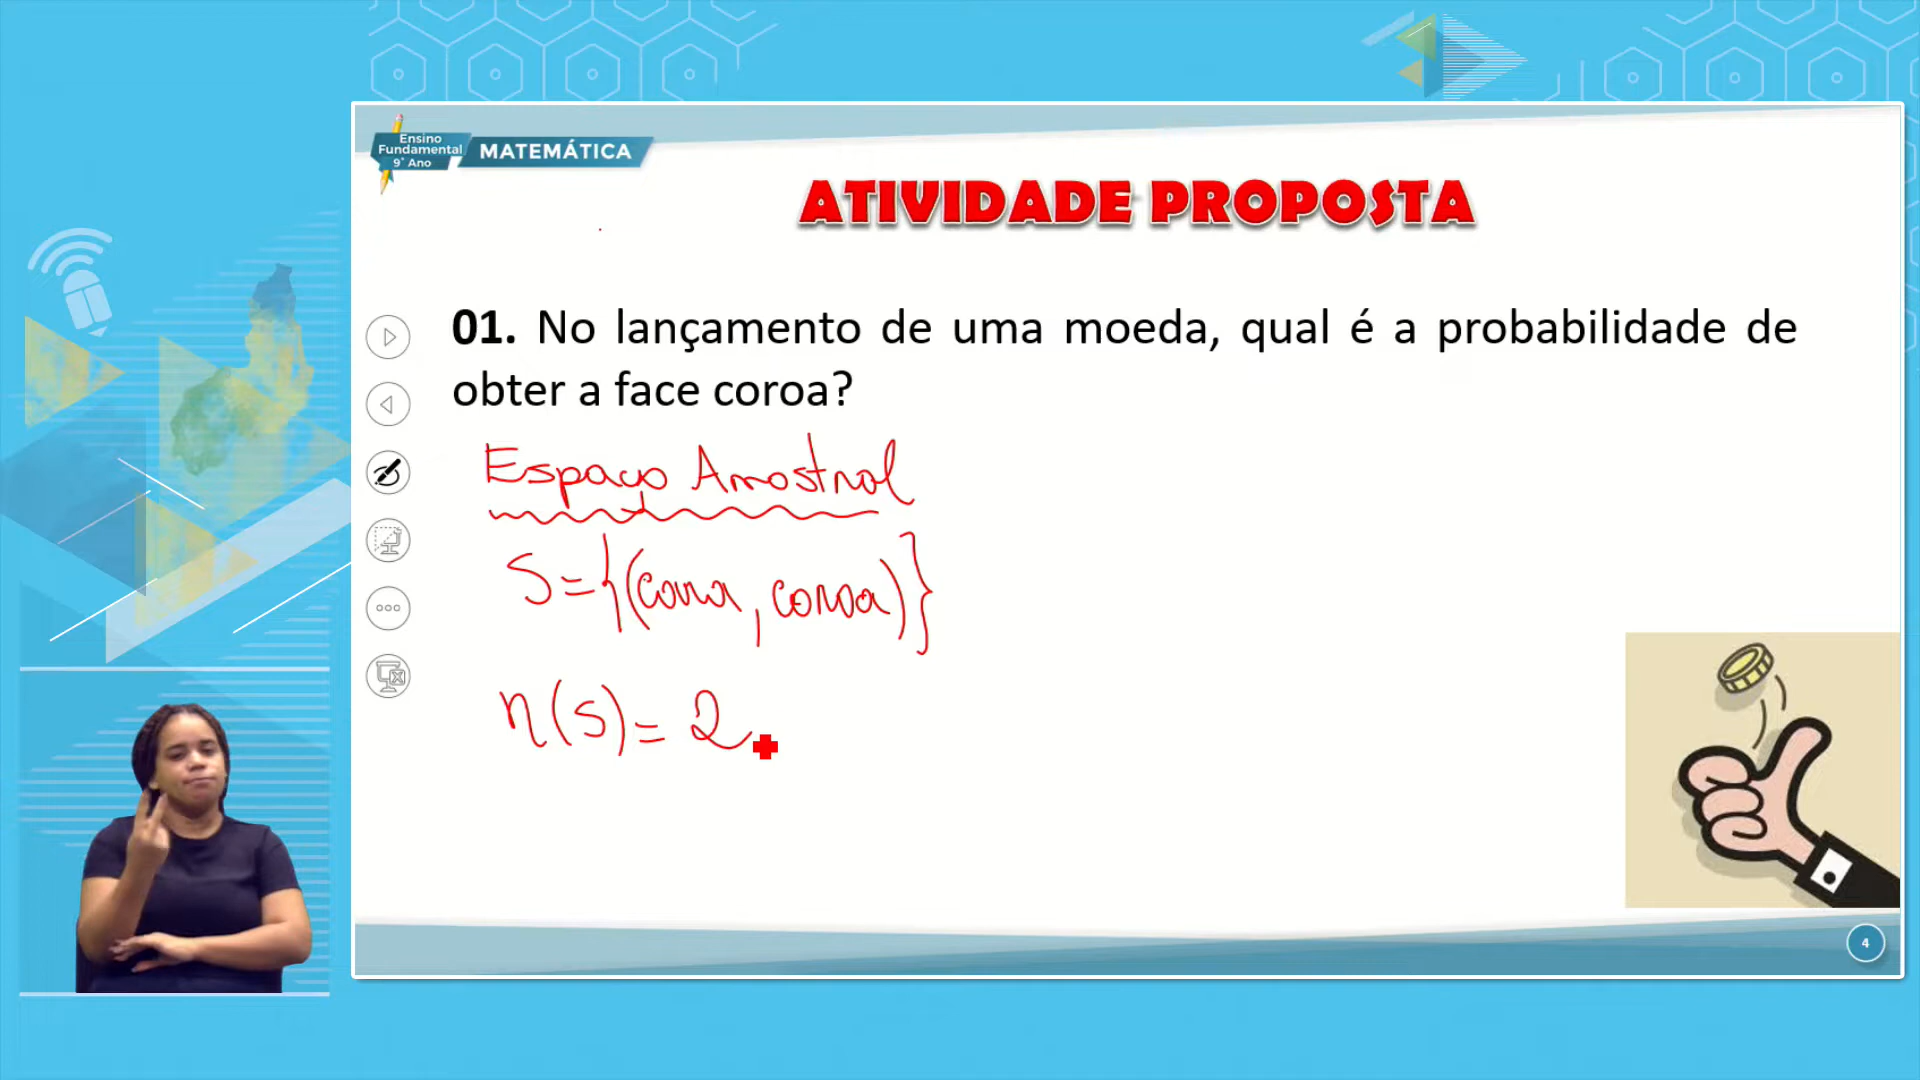 Ensino
Fundamental
9° Ano
MATEMÁTICA
ATIVIDADE PROPOSTA
01. No lançamento de uma moeda, qual é a probabilidade de
obter a face coroa?
Espaço Amostral
S={(cara, coroa)}
n(S)= 2
4